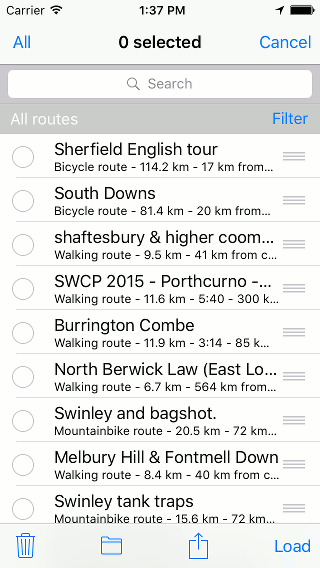 Carrier 1:37 PM
All 0 selected Cancel
Search
All routes Filter
Sherfield English tour
Bicycle route - 114.2 km - 17 km from...
South Downs
Bicycle route - 81.4 km - 20 km from...
shaftesbury & higher coom...
Walking route - 9.5 km - 41 km from c...
SWCP 2015 - Porthcurno -...
Walking route - 11.6 km - 5:40 - 300 k...
Burrington Combe
Walking route - 11.9 km - 3:14 - 85 k...
North Berwick Law (East Lo...
Walking route - 6.7 km - 564 km from...
Swinley and bagshot.
Mountainbike route - 20.5 km - 72 km...
Melbury Hill & Fontmell Down
Walking route - 8.4 km - 40 km from c...
Swinley tank traps
Mountainbike route - 15.6 km - 72 km...
Load